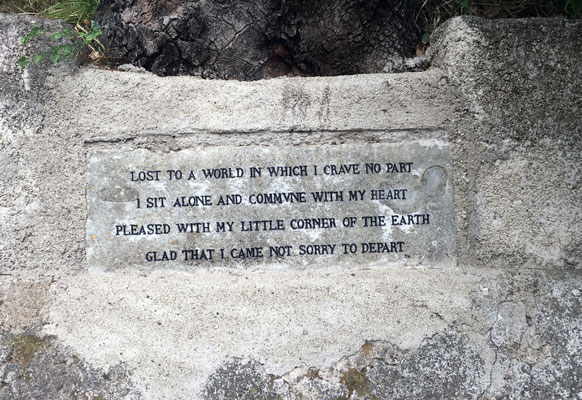 LOST TO A WORLD IN WHICH I CRAVE NO PART
I SIT ALONE AND COMMVNE WITH MY HEART
PLEASED WITH MY LITTLE CORNER OF THE EARTH
GLAD THAT I CAME NOT SORRY TO DEPART